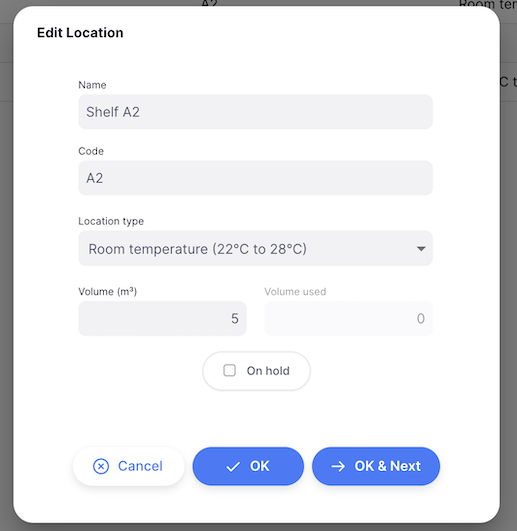 A2
Room ter
Edit Location
Name
Shelf A2
C t
Code
A2
Location type
Room temperature (22°C to 28°C)
Volume (m³)
Volume used
5
0
On hold
Cancel
OK
OK & Next